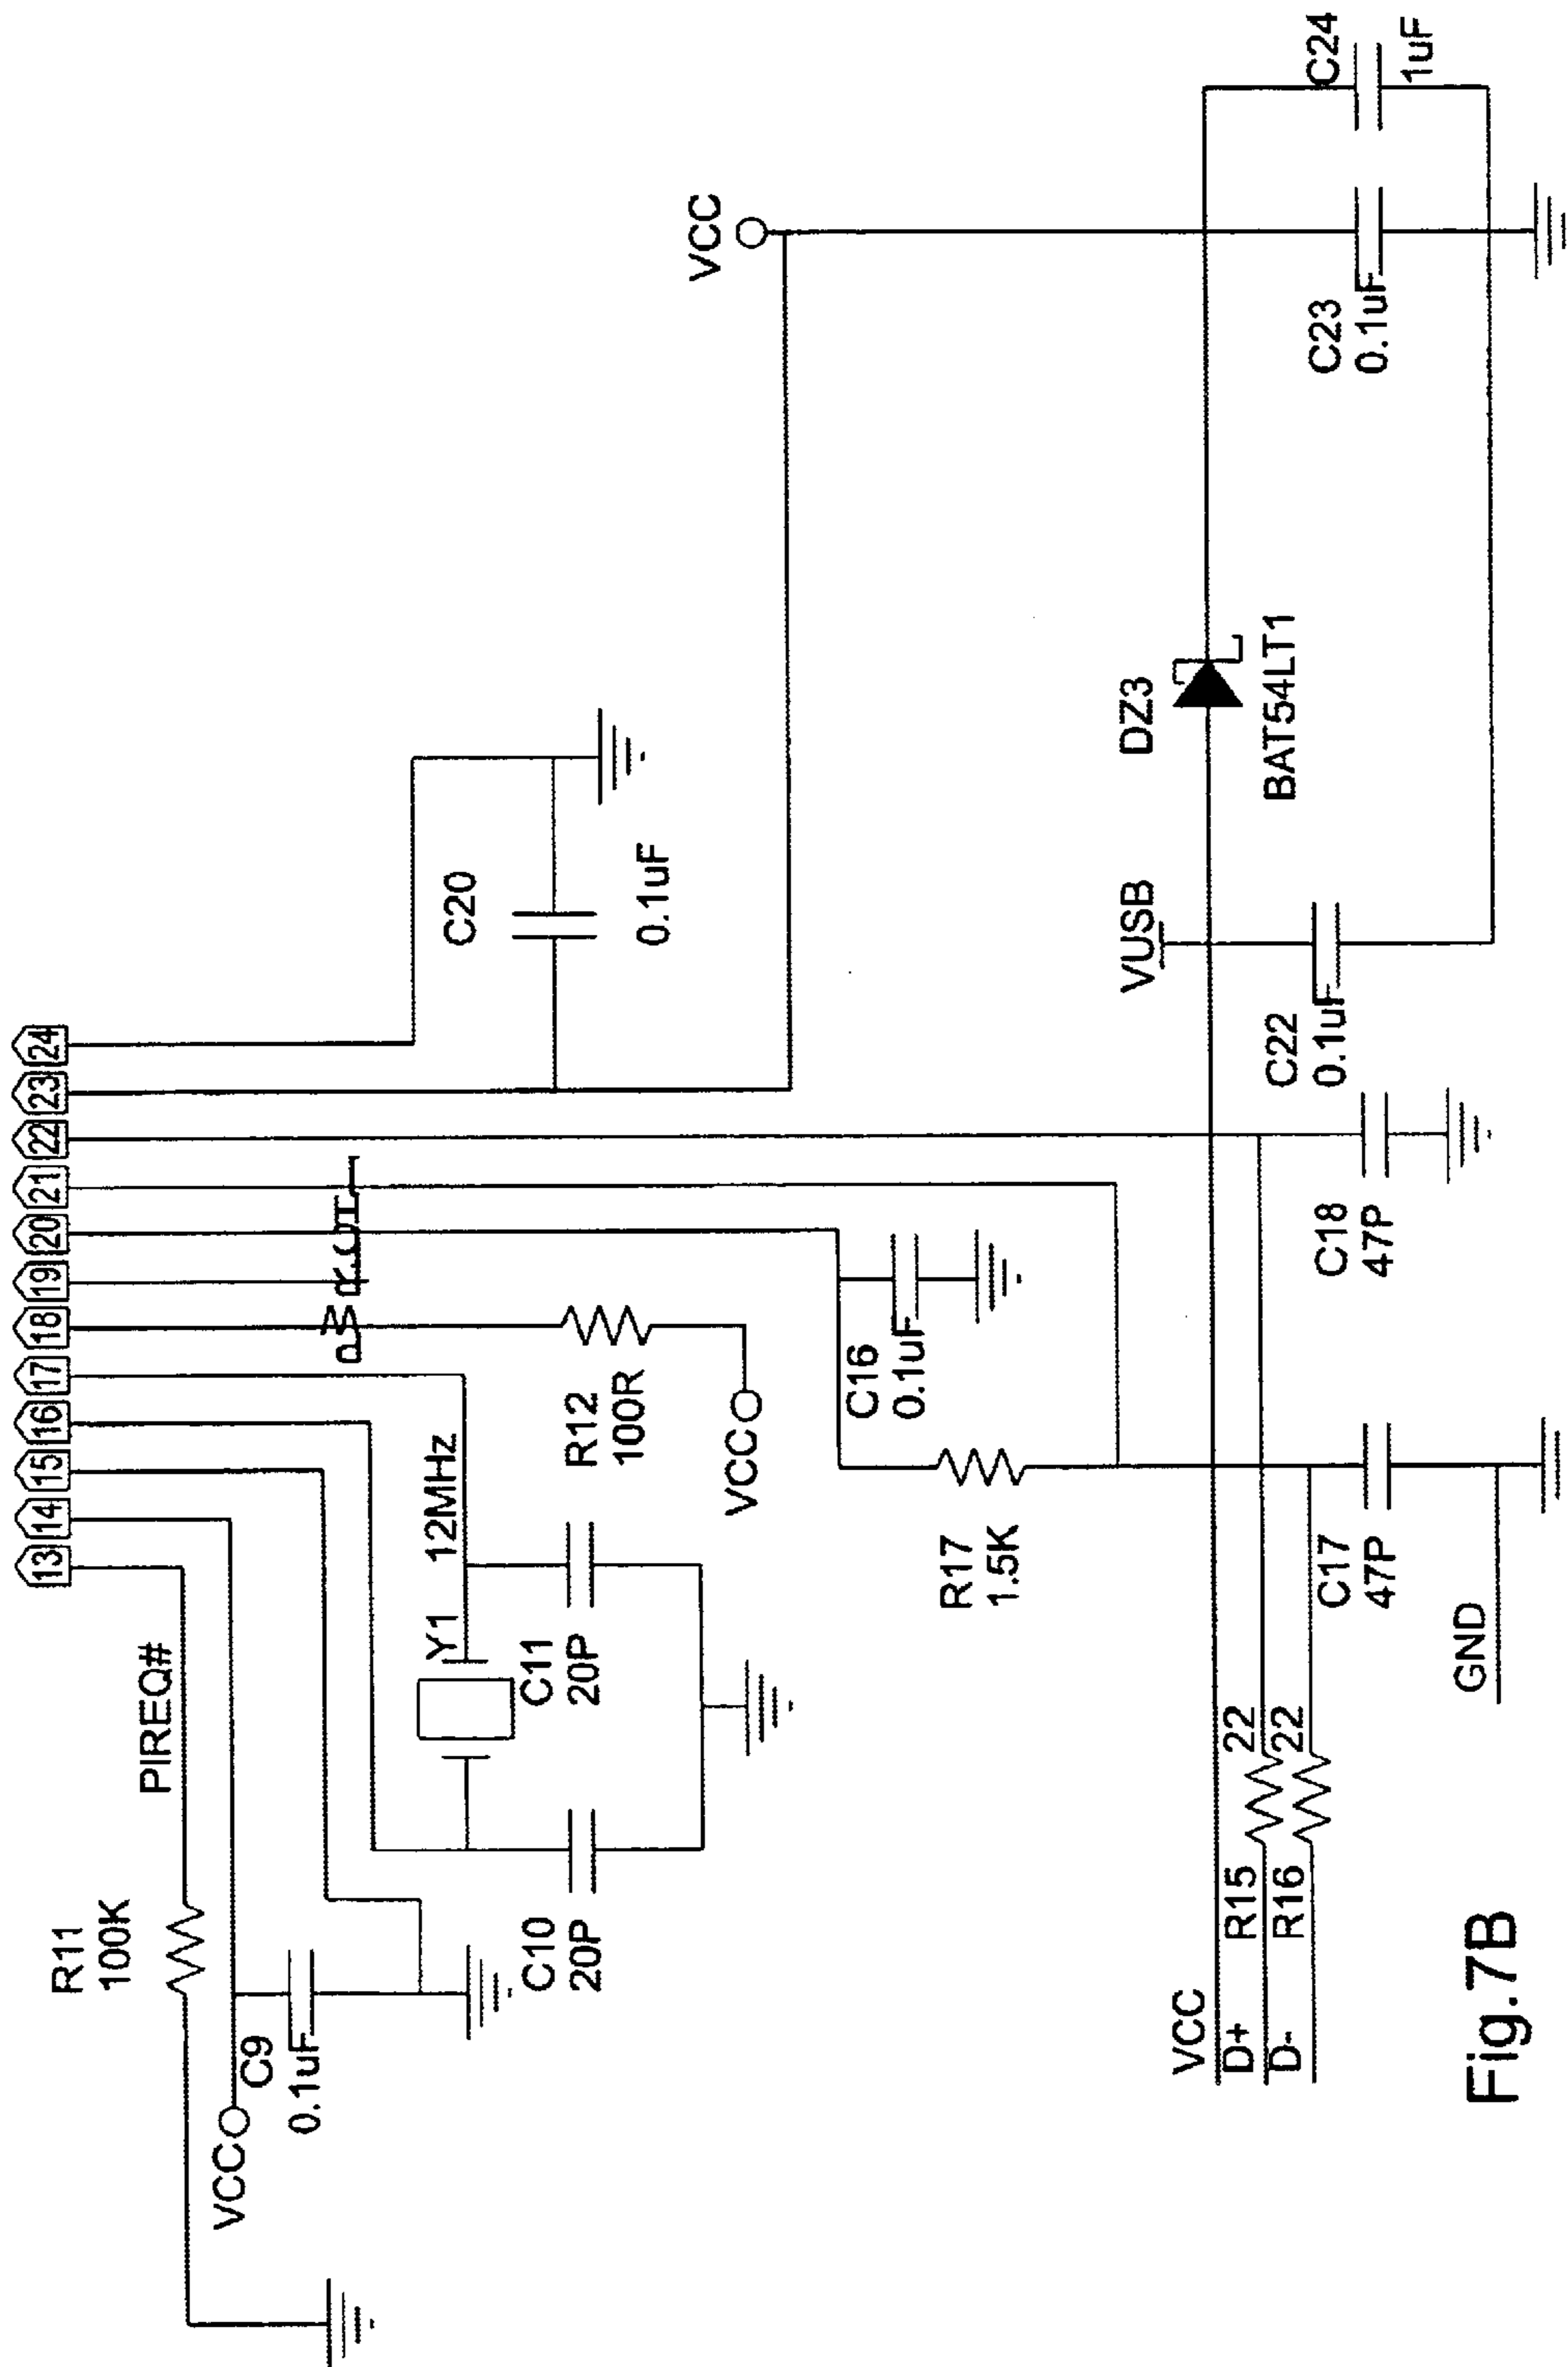 13 14 15 16 17 18 19 20 21 22 23 24
R11
100K
PIREQ#
VCC
C9
0.1uF
C10
20P
Y1 12MHz
C11
20P
R12
100R
VCC
C20
0.1uF
VCC
C16
0.1uF
R17
1.5K
VUSB
DZ3
BAT54LT1
VCC
D+ R15 22
D- R16 22
GND
C17
47P
C18
47P
C22
0.1uF
C23
0.1uF
C24
1uF
Fig.7B